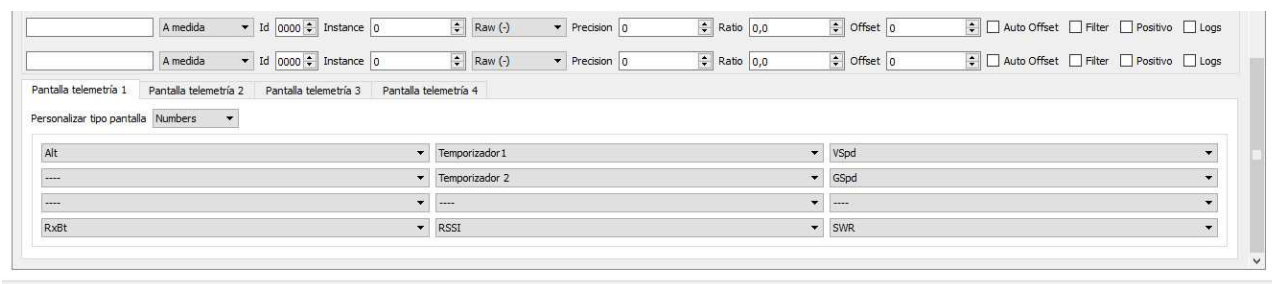 A medida Id 0000 Instance 0 Raw (-) Precision 0 Ratio 0,0 Offset 0 Auto Offset Filter Positivo Logs
A medida Id 0000 Instance 0 Raw (-) Precision 0 Ratio 0,0 Offset 0 Auto Offset Filter Positivo Logs
Pantalla telemetría 1 Pantalla telemetría 2 Pantalla telemetría 3 Pantalla telemetría 4
Personalizar tipo pantalla Numbers
Alt Temporizador1 VSpd
---- Temporizador 2 GSpd
---- ---- ----
RxBt RSSI SWR